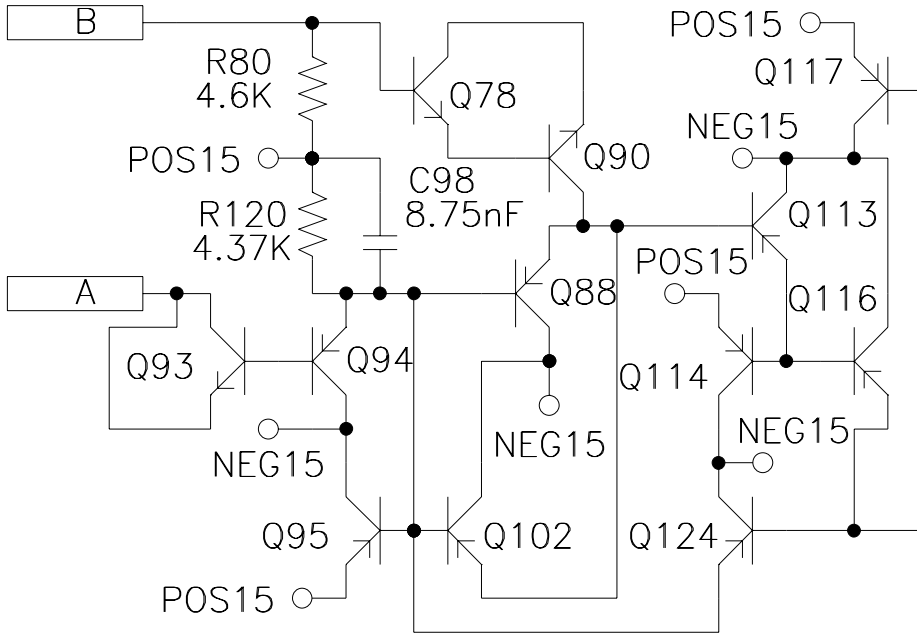 B
POS15
R80
4.6K
Q117
Q78
NEG15
POS15
Q90
C98
8.75nF
R120
4.37K
Q113
POS15
A
Q88
Q116
Q93
Q94
Q114
NEG15
NEG15
NEG15
Q95
Q102
Q124
POS15